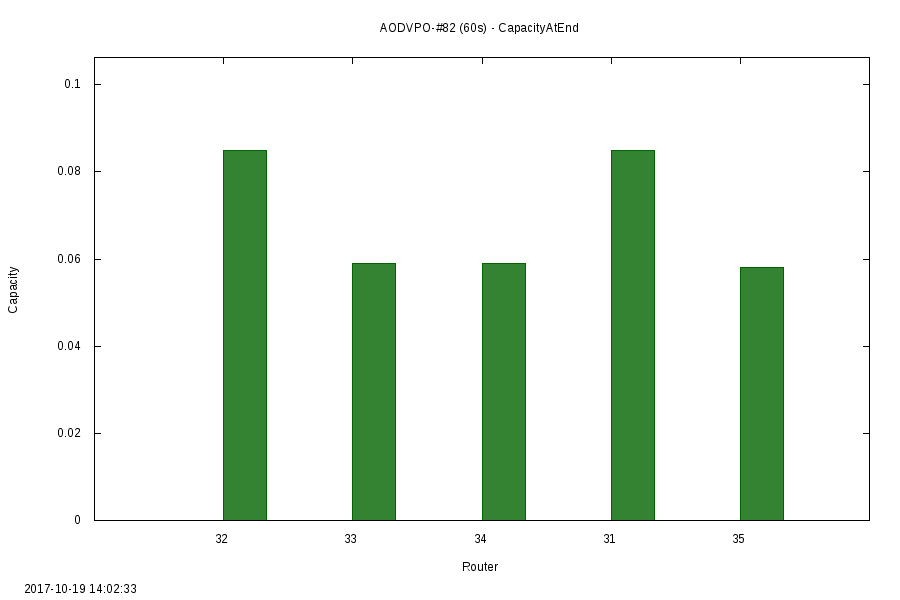 AODVPO-#82 (60s) - CapacityAtEnd
0.1
0.08
0.06
0.04
0.02
0
Capacity
32 33 34 31 35
Router
2017-10-19 14:02:33